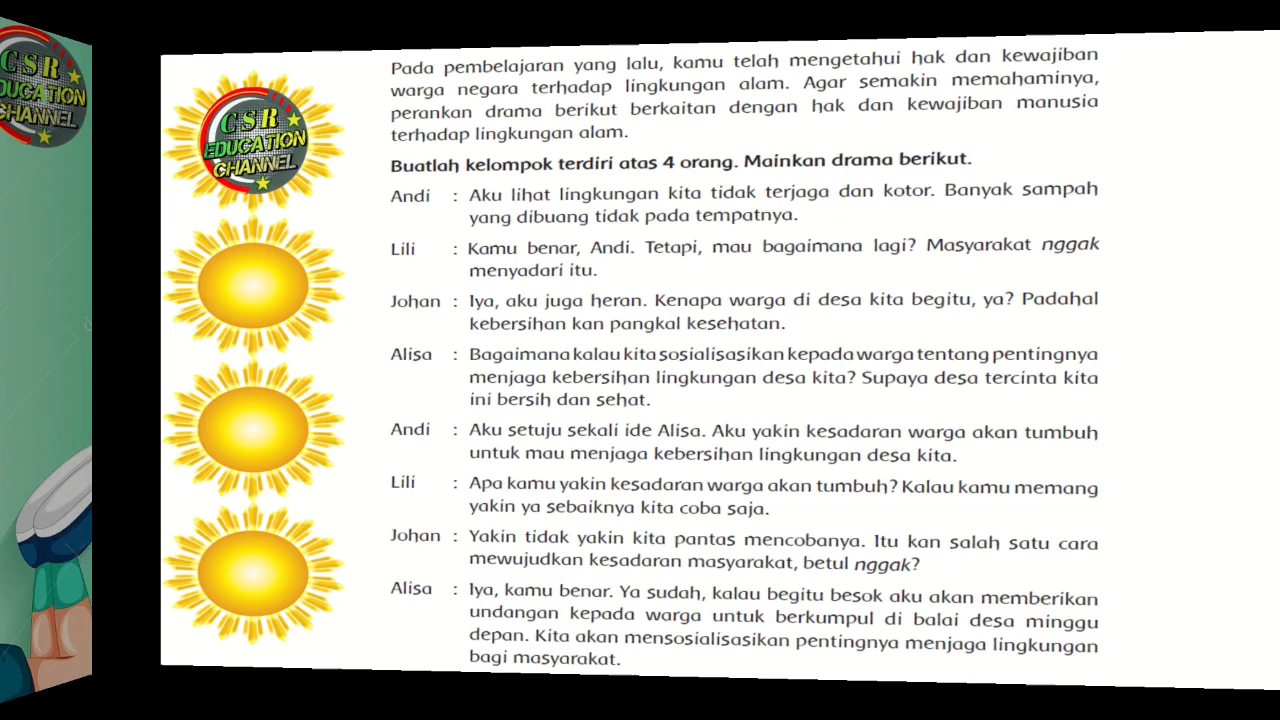 CSR
EDUCATION
CHANNEL
CSR
EDUCATION
CHANNEL
Pada pembelajaran yang lalu, kamu telah mengetahui hak dan kewajiban
warga negara terhadap lingkungan alam. Agar semakin memahaminya,
perankan drama berikut berkaitan dengan hak dan kewajiban manusia
terhadap lingkungan alam.
Buatlah kelompok terdiri atas 4 orang. Mainkan drama berikut.
Andi : Aku lihat lingkungan kita tidak terjaga dan kotor. Banyak sampah
yang dibuang tidak pada tempatnya.
Lili : Kamu benar, Andi. Tetapi, mau bagaimana lagi? Masyarakat nggak
menyadari itu.
Johan : Iya, aku juga heran. Kenapa warga di desa kita begitu, ya? Padahal
kebersihan kan pangkal kesehatan.
Alisa : Bagaimana kalau kita sosialisasikan kepada warga tentang pentingnya
menjaga kebersihan lingkungan desa kita? Supaya desa tercinta kita
ini bersih dan sehat.
Andi : Aku setuju sekali ide Alisa. Aku yakin kesadaran warga akan tumbuh
untuk mau menjaga kebersihan lingkungan desa kita.
Lili : Apa kamu yakin kesadaran warga akan tumbuh? Kalau kamu memang
yakin ya sebaiknya kita coba saja.
Johan : Yakin tidak yakin kita pantas mencobanya. Itu kan salah satu cara
mewujudkan kesadaran masyarakat, betul nggak?
Alisa : Iya, kamu benar. Ya sudah, kalau begitu besok aku akan memberikan
undangan kepada warga untuk berkumpul di balai desa minggu
depan. Kita akan mensosialisasikan pentingnya menjaga lingkungan
bagi masyarakat.